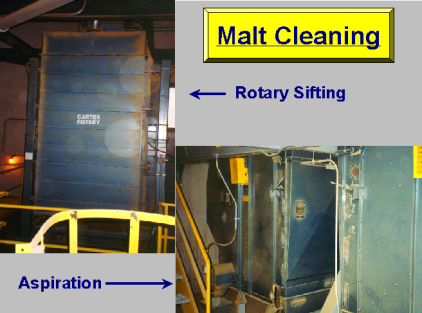 Malt Cleaning
Rotary Sifting
CARTER
Aspiration